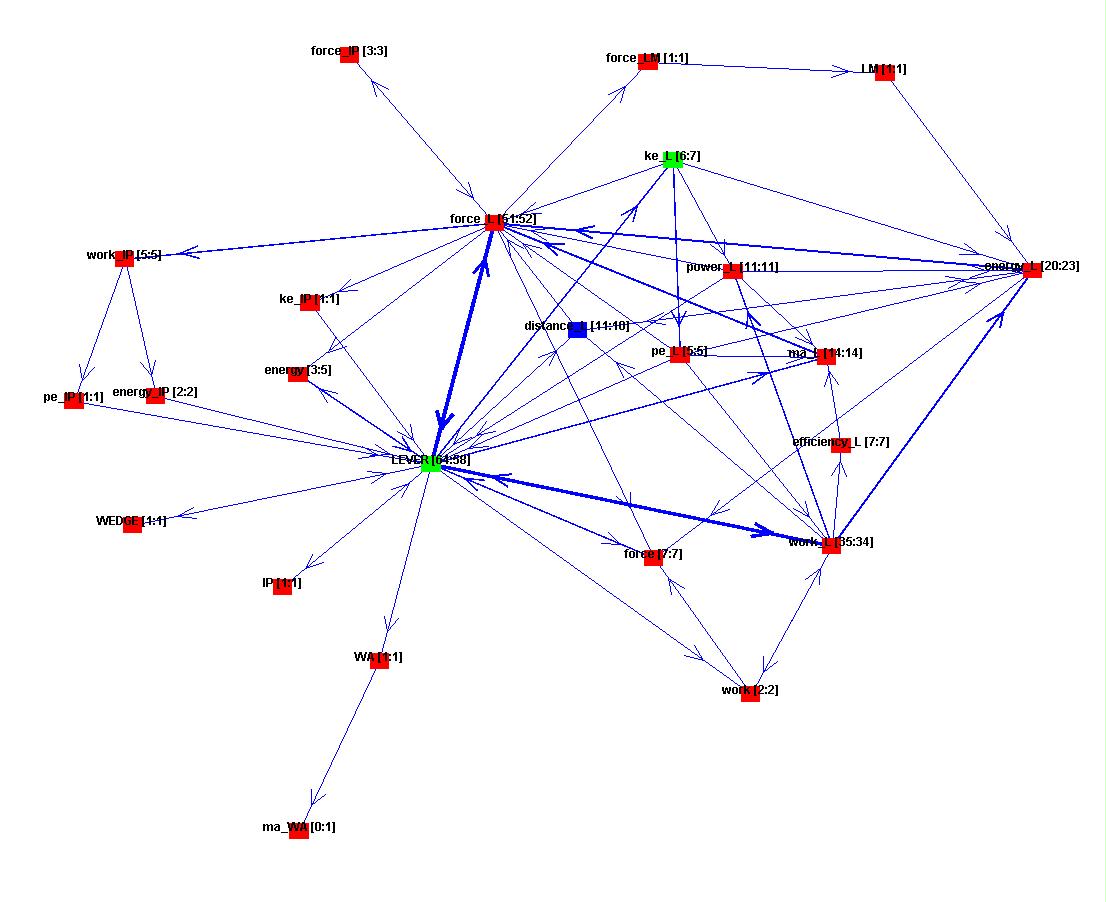 force_IP [3:3]
force_LM [1:1]
LM [1:1]
ke_L [6:7]
force_L [51:52]
work_IP [5:5]
power_L [11:11]
energy_L [20:23]
ke_IP [1:1]
distance_L [11:10]
pe_L [5:5]
ma_L [14:14]
energy [3:5]
pe_IP [1:1]
energy_IP [2:2]
efficiency_L [7:7]
LEVER [64:58]
WEDGE [1:1]
work_L [35:34]
force [7:7]
IP [1:1]
WA [1:1]
work [2:2]
ma_WA [0:1]